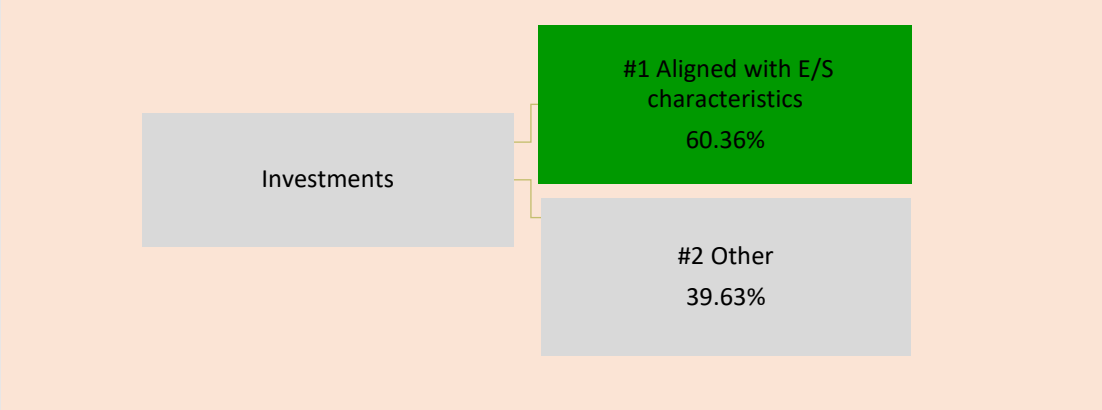 #1 Aligned with E/S
characteristics
60.36%
Investments
#2 Other
39.63%